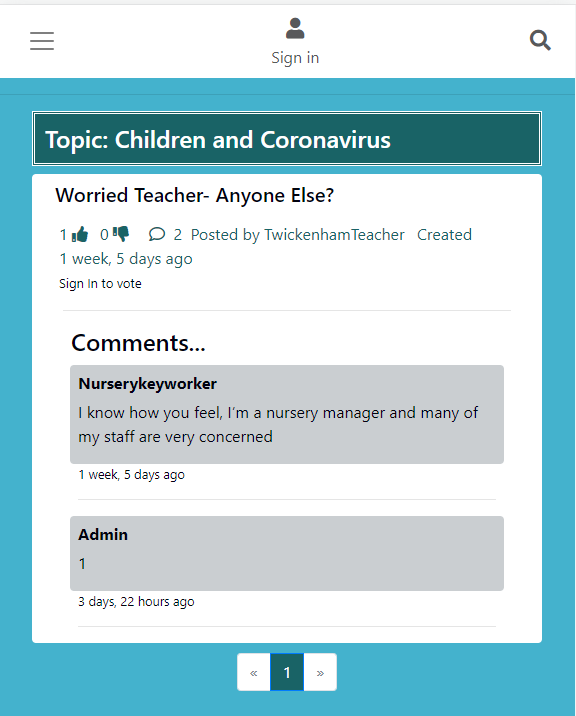 Sign in
Topic: Children and Coronavirus
Worried Teacher- Anyone Else?
1 0 2 Posted by TwickenhamTeacher Created
1 week, 5 days ago
Sign In to vote
Comments...
Nurserykeyworker
I know how you feel, I'm a nursery manager and many of
my staff are very concerned
1 week, 5 days ago
Admin
1
3 days, 22 hours ago
« 1 »